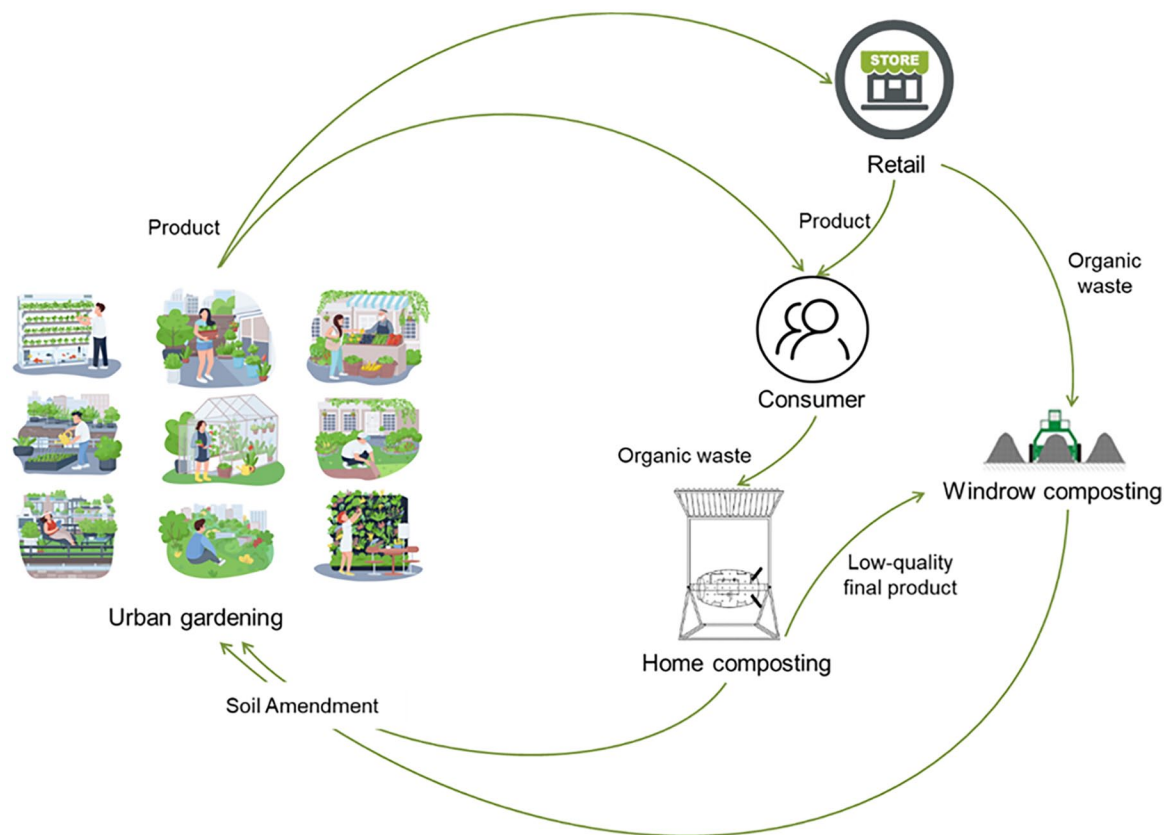 STORE
Retail
Product
Product
Organic
waste
Consumer
Organic waste
Windrow composting
Low-quality
final product
Urban gardening
Home composting
Soil Amendment